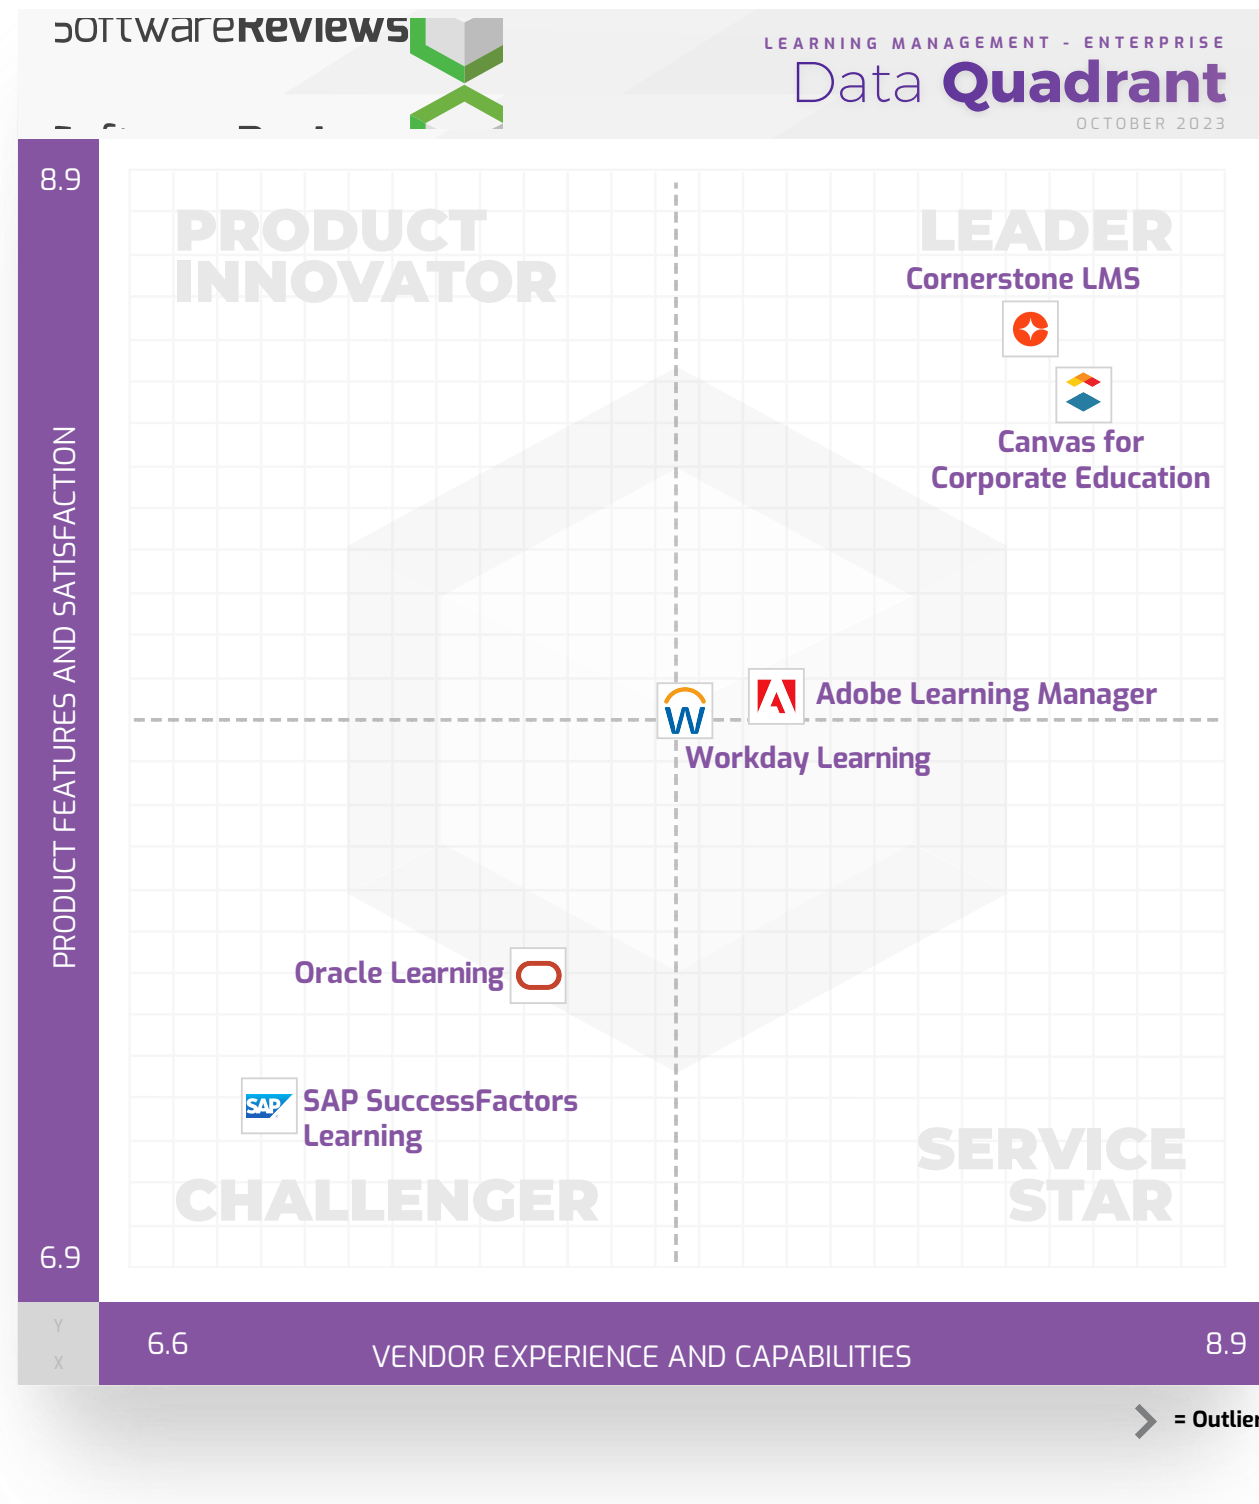 SoftwareReviews
LEARNING MANAGEMENT - ENTERPRISE
Data Quadrant
OCTOBER 2023
8.9
PRODUCT
INNOVATOR
LEADER
Cornerstone LMS
Canvas for
Corporate Education
PRODUCT FEATURES AND SATISFACTION
Adobe Learning Manager
W
Workday Learning
Oracle Learning
SAP
SAP SuccessFactors
Learning
SERVICE
STAR
CHALLENGER
6.9
Y
X
6.6
VENDOR EXPERIENCE AND CAPABILITIES
8.9
= Outlier